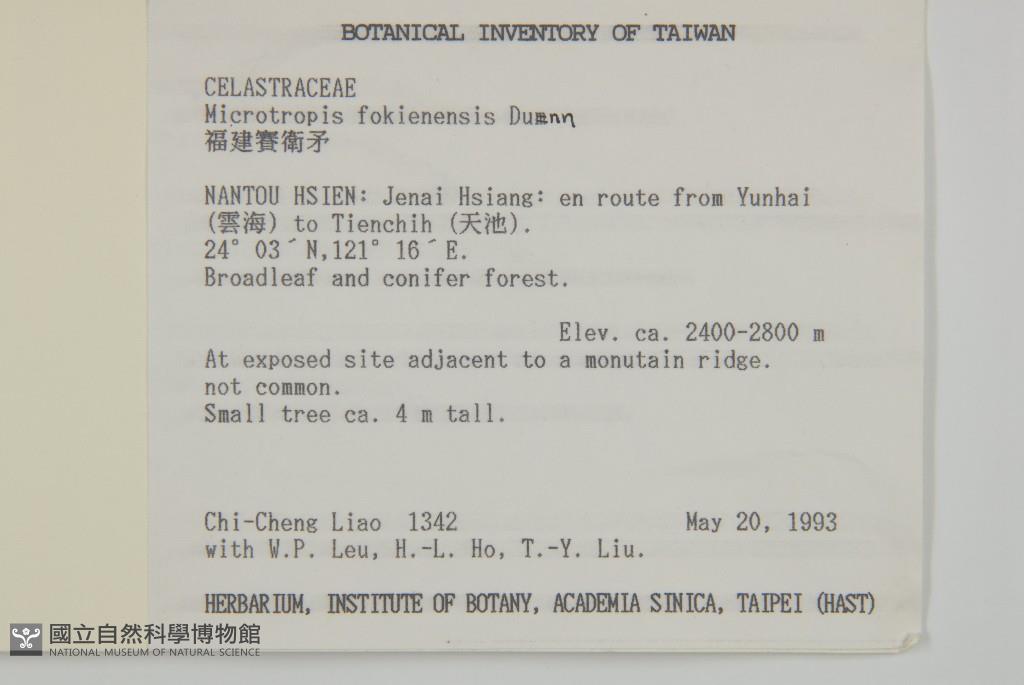 BOTANICAL INVENTORY OF TAIWAN
CELASTRACEAE
Microtropis fokienensis Dunn
福建賽衛矛
NANTOU HSIEN: Jenai Hsiang: en route from Yunhai
(雲海) to Tienchih (天池).
24° 03´N,121° 16´E.
Broadleaf and conifer forest.
Elev. ca. 2400-2800 m
At exposed site adjacent to a monutain ridge.
not common.
Small tree ca. 4 m tall.
Chi-Cheng Liao 1342 May 20, 1993
with W.P. Leu, H.-L. Ho, T.-Y. Liu.
HERBARIUM, INSTITUTE OF BOTANY, ACADEMIA SINICA, TAIPEI (HAST)
國立自然科學博物館
NATIONAL MUSEUM OF NATURAL SCIENCE